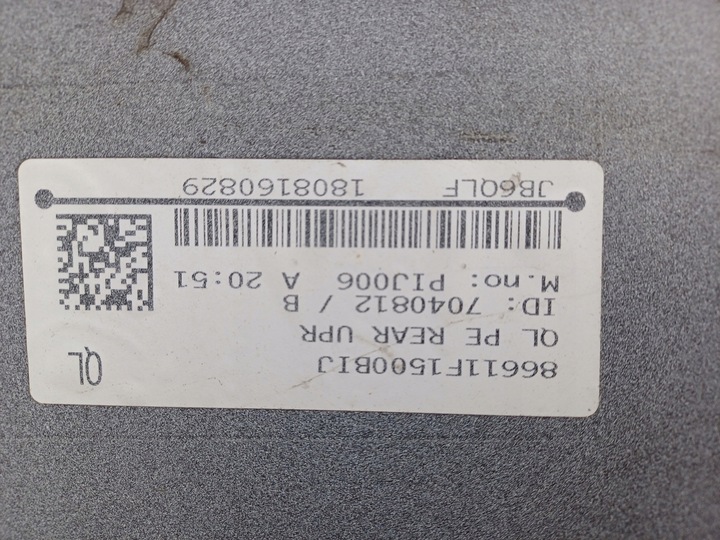 86611F1500BIJ
QL
QL PE REAR UPR
ID: 7040812 / B
M.no: PIJ006 A 20:51
JB6QLF 1808160829